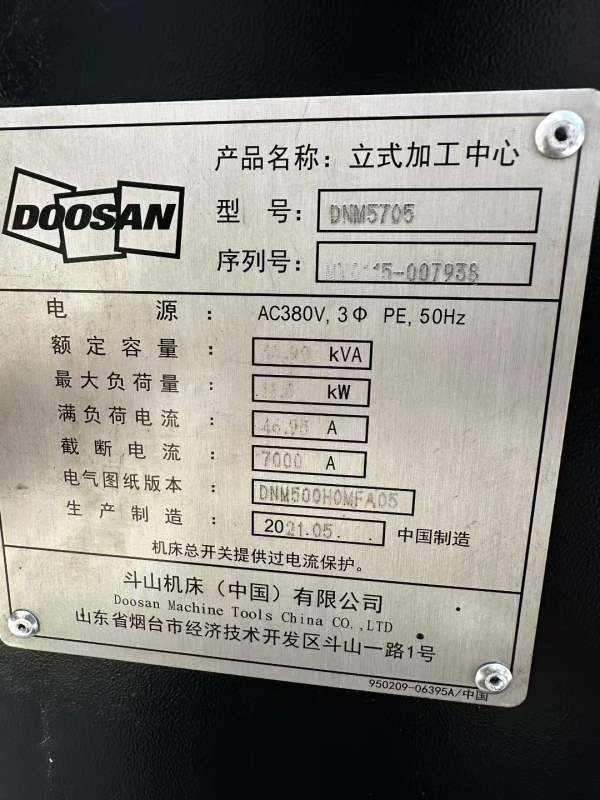 DOOSAN
产品名称：立式加工中心
型 号：DNM5705
序列号：-007938
电 源 ： AC380V, 3Φ PE, 50Hz
额定容量 ： kVA
最大负荷量 ： kW
满负荷电流 ： 46.95 A
截断电流 ： 7000 A
电气图纸版本 ： DNM500H0MFA05
生产制造 ： 2021.05. 中国制造
机床总开关提供过电流保护。
斗山机床（中国）有限公司
Doosan Machine Tools China CO.,LTD
山东省烟台市经济技术开发区斗山一路1号
950209-06395A/中国